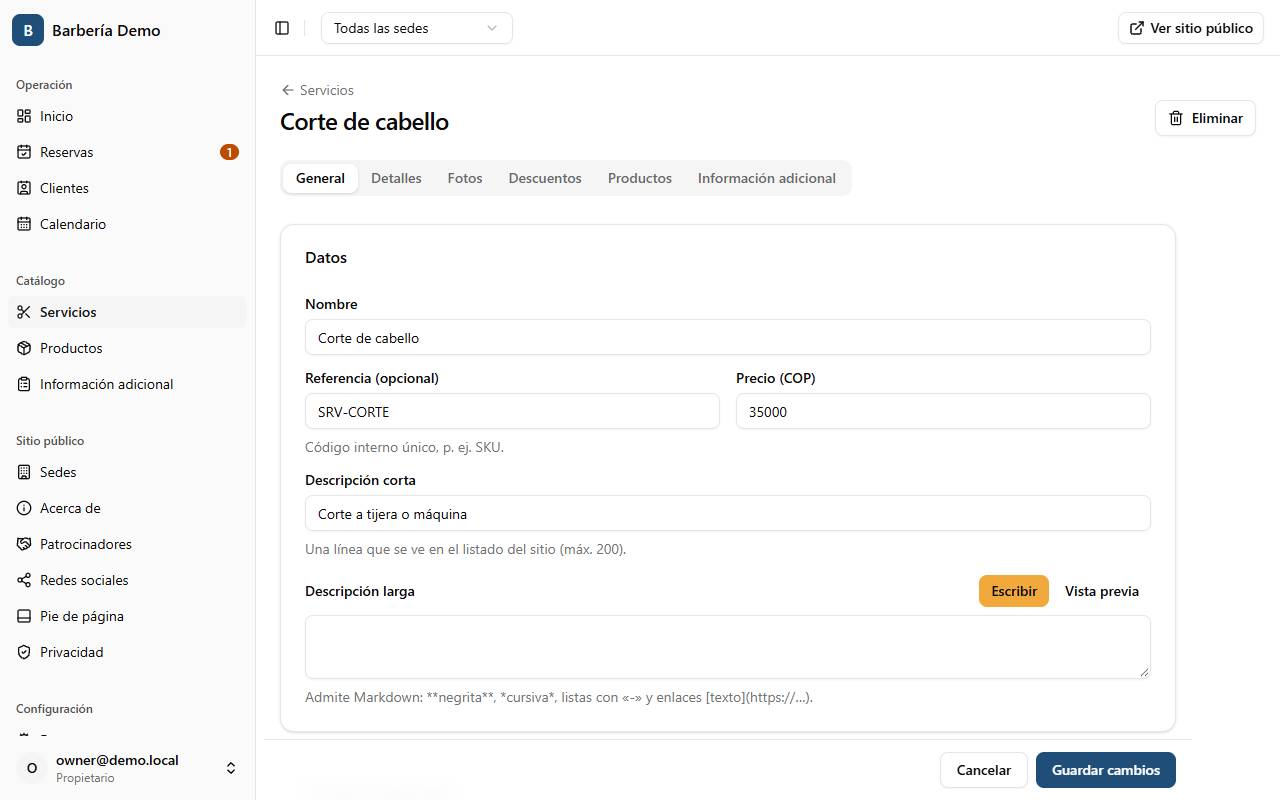 B Barbería Demo
Todas las sedes
Ver sitio público
Operación
Inicio
Reservas 1
Clientes
Calendario
Catálogo
Servicios
Productos
Información adicional
Sitio público
Sedes
Acerca de
Patrocinadores
Redes sociales
Pie de página
Privacidad
Configuración
O owner@demo.local
Propietario
Servicios
Corte de cabello
Eliminar
General Detalles Fotos Descuentos Productos Información adicional
Datos
Nombre
Corte de cabello
Referencia (opcional) Precio (COP)
SRV-CORTE 35000
Código interno único, p. ej. SKU.
Descripción corta
Corte a tijera o máquina
Una línea que se ve en el listado del sitio (máx. 200).
Descripción larga Escribir Vista previa
Admite Markdown: **negrita**, *cursiva*, listas con «-» y enlaces [texto](https://...).
Cancelar Guardar cambios